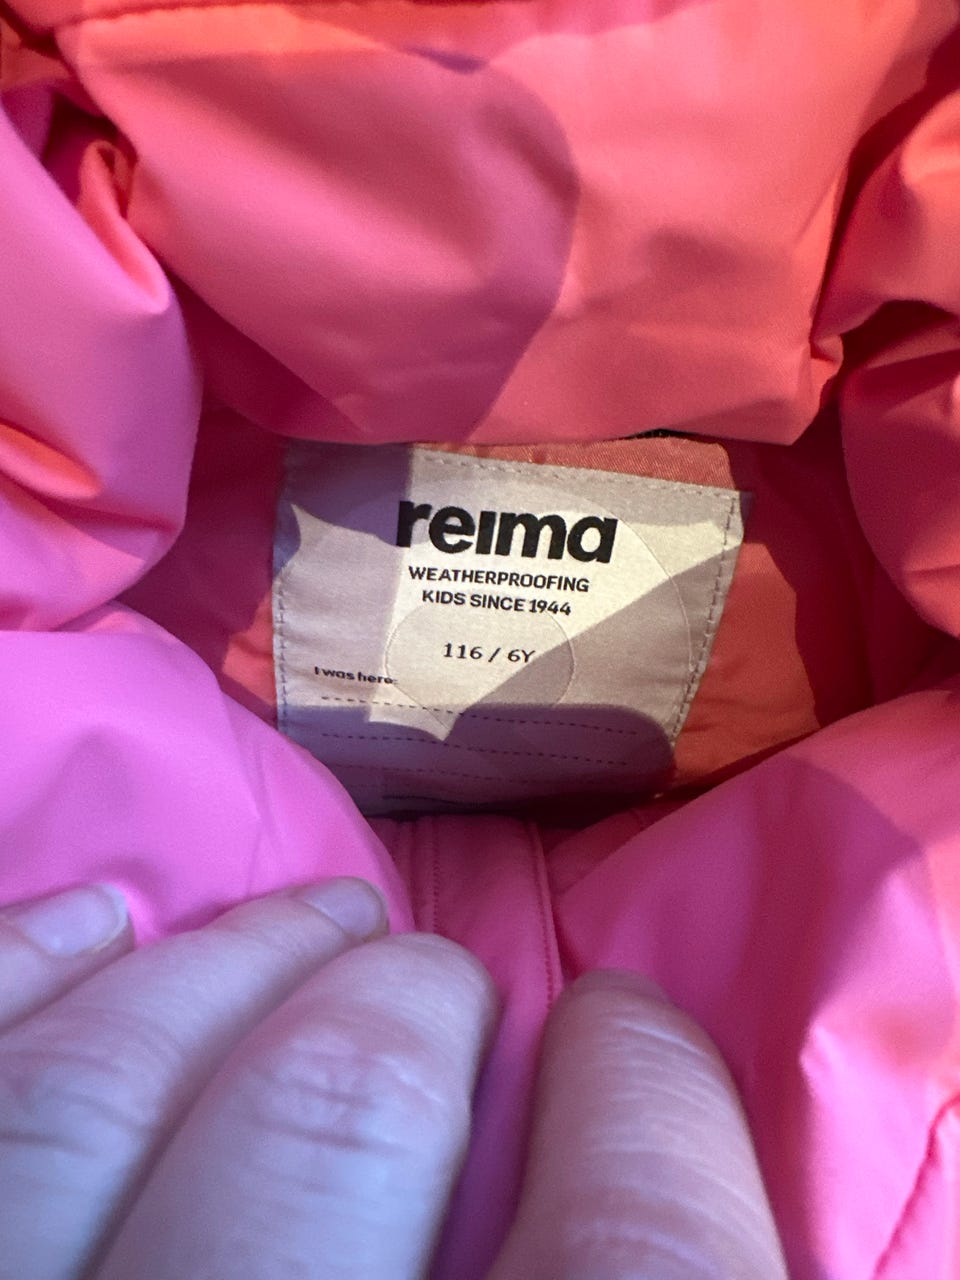 reima
WEATHERPROOFING
KIDS SINCE 1944
116 / 6Y
I was here: